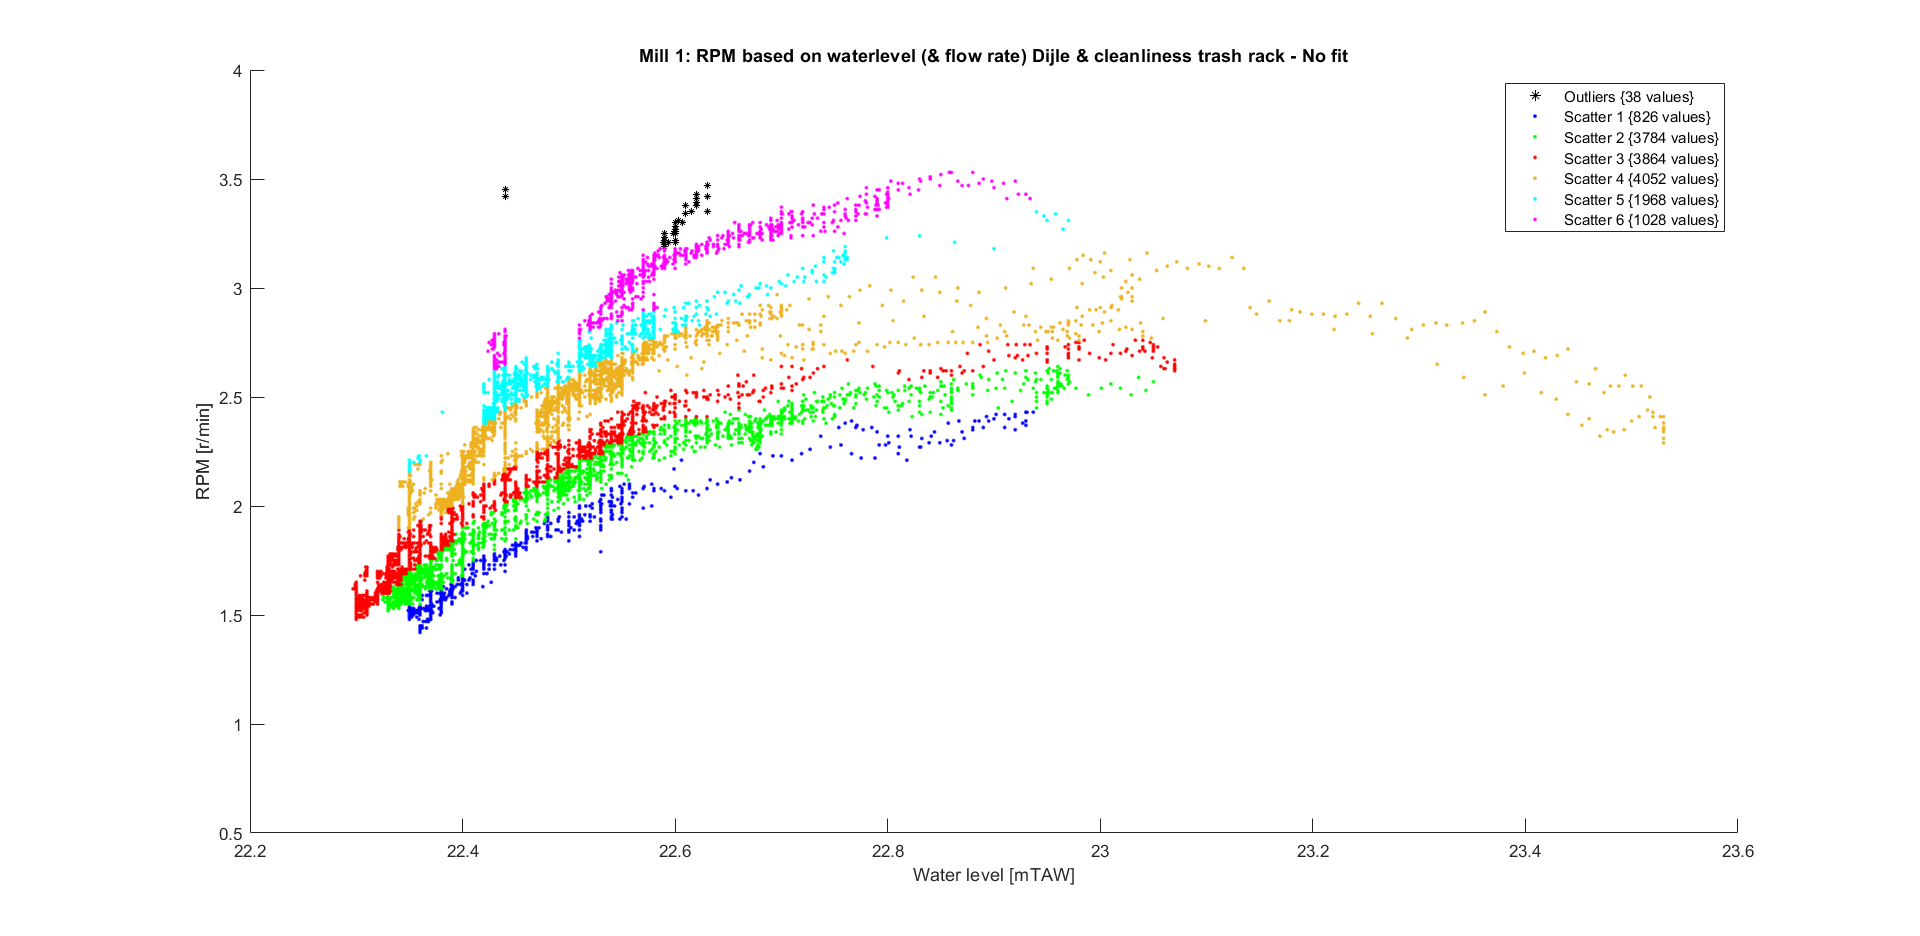 Mill 1: RPM based on waterlevel (& flow rate) Dijle & cleanliness trash rack - No fit
4
3.5
3
2.5
2
1.5
1
0.5
RPM [r/min]
Outliers {38 values}
Scatter 1 {826 values}
Scatter 2 {3784 values}
Scatter 3 {3864 values}
Scatter 4 {4052 values}
Scatter 5 {1968 values}
Scatter 6 {1028 values}
22.2 22.4 22.6 22.8 23 23.2 23.4 23.6
Water level [mTAW]